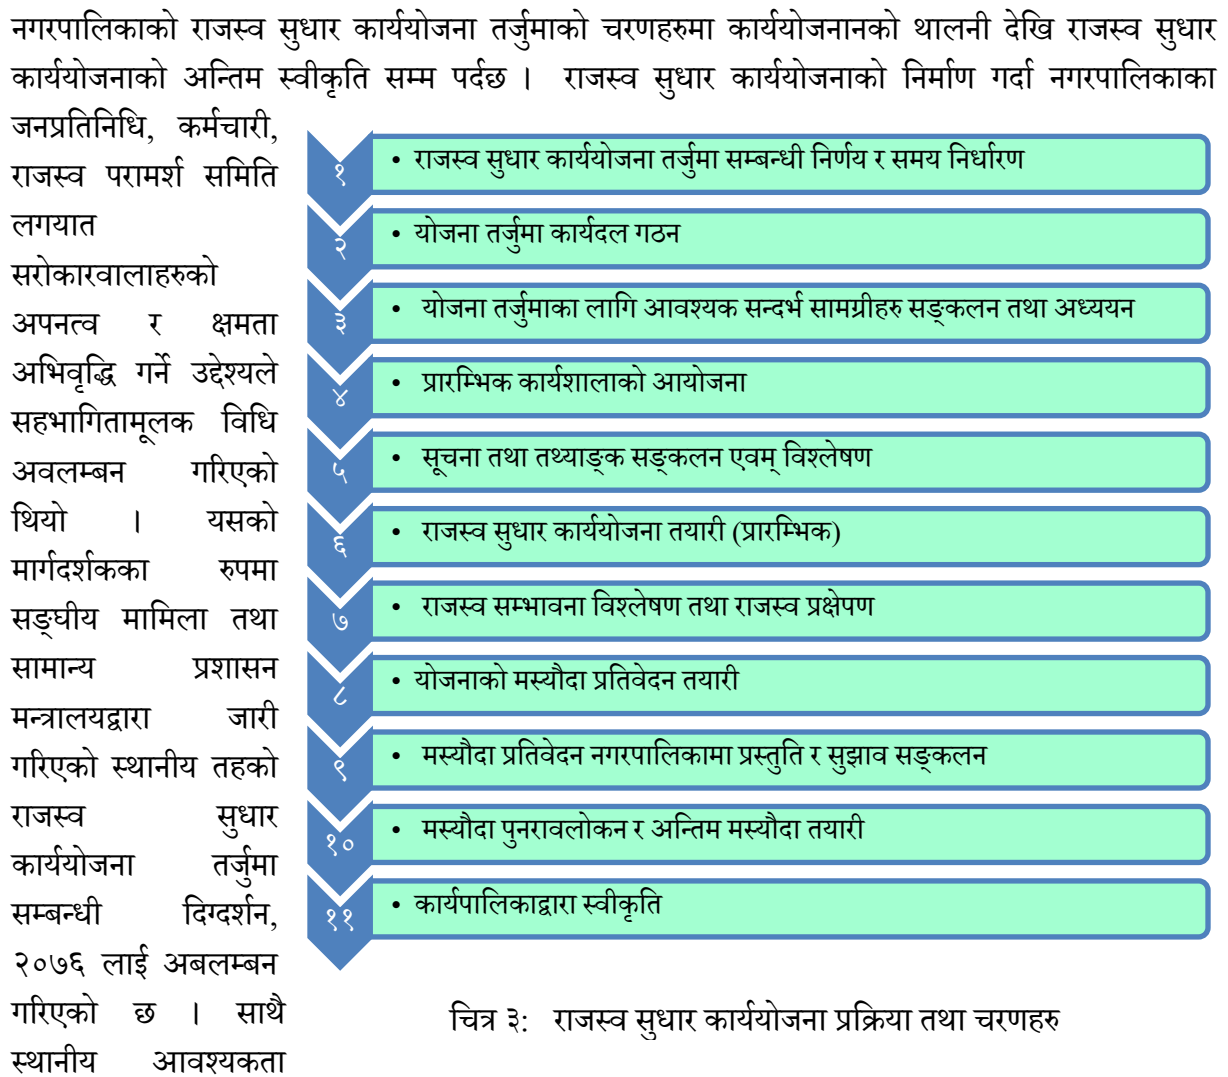 नगरपालिकाको राजस्व सुधार कार्ययोजना तर्जुमाको चरणहरुमा कार्ययोजनानको थालनी देखि राजस्व सुधार
कार्ययोजनाको अन्तिम स्वीकृति सम्म पर्दछ । राजस्व सुधार कार्ययोजनाको निर्माण गर्दा नगरपालिकाका
जनप्रतिनिधि, कर्मचारी,
राजस्व परामर्श समिति
लगयात
सरोकारवालाहरुको
अपनत्व र क्षमता
अभिवृद्धि गर्ने उद्देश्यले
सहभागितामूलक विधि
अवलम्बन गरिएको
थियो । यसको
मार्गदर्शकका रुपमा
सङ्घीय मामिला तथा
सामान्य प्रशासन
मन्त्रालयद्वारा जारी
गरिएको स्थानीय तहको
राजस्व सुधार
कार्ययोजना तर्जुमा
सम्बन्धी दिग्दर्शन,
२०७६ लाई अबलम्बन
गरिएको छ । साथै
स्थानीय आवश्यकता
१ • राजस्व सुधार कार्ययोजना तर्जुमा सम्बन्धी निर्णय र समय निर्धारण
२ • योजना तर्जुमा कार्यदल गठन
३ • योजना तर्जुमाका लागि आवश्यक सन्दर्भ सामग्रीहरु सङ्कलन तथा अध्ययन
४ • प्रारम्भिक कार्यशालाको आयोजना
५ • सूचना तथा तथ्याङ्क सङ्कलन एवम् विश्लेषण
६ • राजस्व सुधार कार्ययोजना तयारी (प्रारम्भिक)
७ • राजस्व सम्भावना विश्लेषण तथा राजस्व प्रक्षेपण
८ • योजनाको मस्यौदा प्रतिवेदन तयारी
९ • मस्यौदा प्रतिवेदन नगरपालिकामा प्रस्तुति र सुझाव सङ्कलन
१० • मस्यौदा पुनरावलोकन र अन्तिम मस्यौदा तयारी
११ • कार्यपालिकाद्वारा स्वीकृति
चित्र ३: राजस्व सुधार कार्ययोजना प्रक्रिया तथा चरणहरु